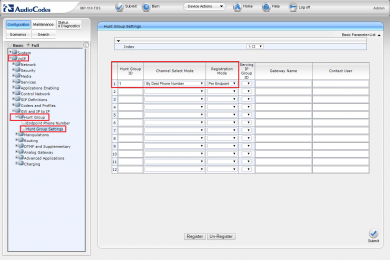 AudioCodes
MP-118 FXS
Submit
Burn
Device Actions
Home
Help
Log off
Admin
Configuration
Maintenance
Status & Diagnostics
Scenarios
Search
Basic
Full
System
VoIP
Network
Security
Media
Services
Applications Enabling
Control Network
SIP Definitions
Coders and Profiles
GW and IP to IP
Hunt Group
Endpoint Phone Number
Hunt Group Settings
Manipulations
Routing
DTMF and Supplementary
Analog Gateway
Advanced Applications
Charging
Hunt Group Settings
Basic Parameter List
Index
1-12
Hunt Group ID
Channel Select Mode
Registration Mode
Serving IP Group ID
Gateway Name
Contact User
1
1
By Dest Phone Number
Per Endpoint
2
3
4
5
6
7
8
9
10
11
12
Register
Un-Register
Submit